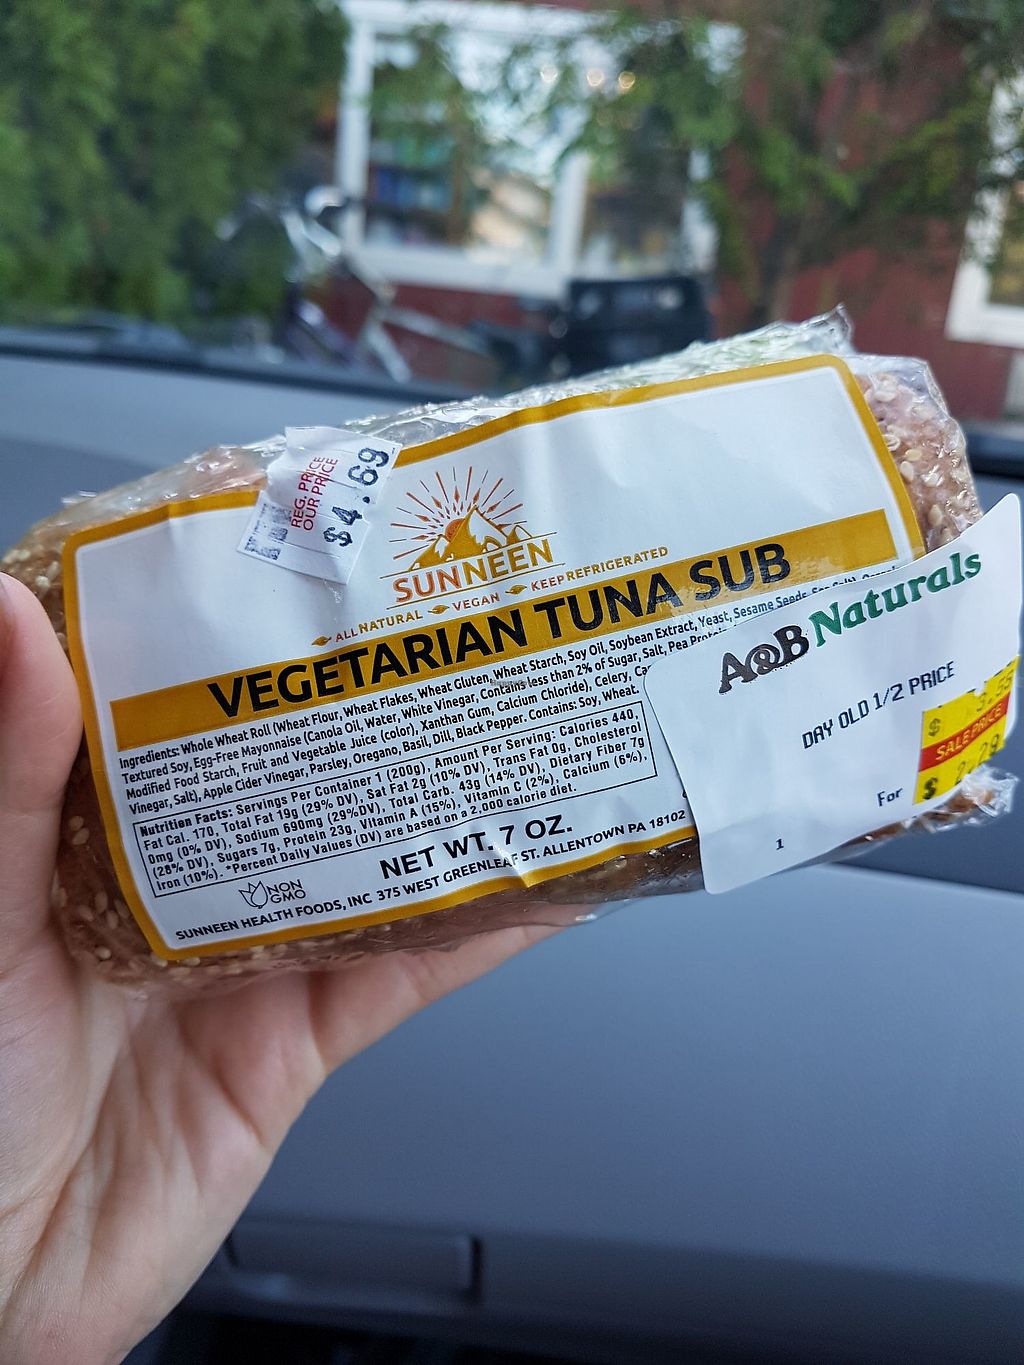 REG. PRICE
OUR PRICE
$4.69
SUNNEEN
ALL NATURAL VEGAN KEEP REFRIGERATED
VEGETARIAN TUNA SUB
Ingredients: Whole Wheat Roll (Wheat Flour, Wheat Flakes, Wheat Gluten, Wheat Starch, Soy Oil, Soybean Extract, Yeast, Sesame Seeds, Sea Salt),
Textured Soy, Egg-Free Mayonnaise (Canola Oil, Water, White Vinegar, Contains less than 2% of Sugar, Salt, Pea Protein,
Modified Food Starch, Fruit and Vegetable Juice (color), Xanthan Gum, Calcium Chloride), Celery,
Vinegar, Salt), Apple Cider Vinegar, Parsley, Oregano, Basil, Dill, Black Pepper. Contains: Soy, Wheat.
Nutrition Facts: Servings Per Container 1 (200g), Amount Per Serving: Calories 440,
Fat Cal. 170, Total Fat 19g (29% DV), Sat Fat 2g (10% DV), Trans Fat 0g, Cholesterol
0mg (0% DV), Sodium 690mg (29%DV), Total Carb. 43g (14% DV), Dietary Fiber 7g
(28% DV), Sugars 7g, Protein 23g, Vitamin A (15%), Vitamin C (2%), Calcium (6%),
Iron (10%). *Percent Daily Values (DV) are based on a 2,000 calorie diet.
NET WT. 7 OZ.
NON
GMO
SUNNEEN HEALTH FOODS, INC 375 WEST GREENLEAF ST. ALLENTOWN PA 18102
A&B Naturals
DAY OLD 1/2 PRICE
For
1
$
SALE PRICE
$ 2.29